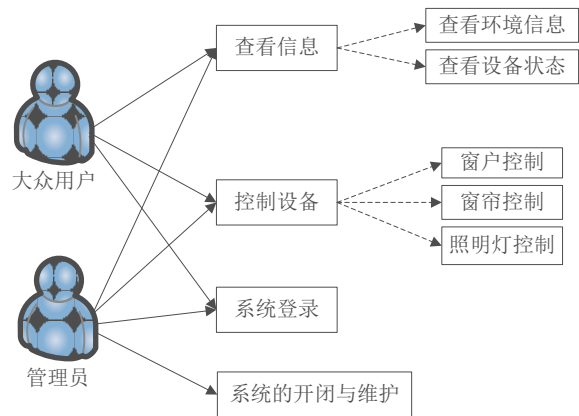 查看信息
查看环境信息
查看设备状态
大众用户
控制设备
窗户控制
窗帘控制
照明灯控制
管理员
系统登录
系统的开闭与维护